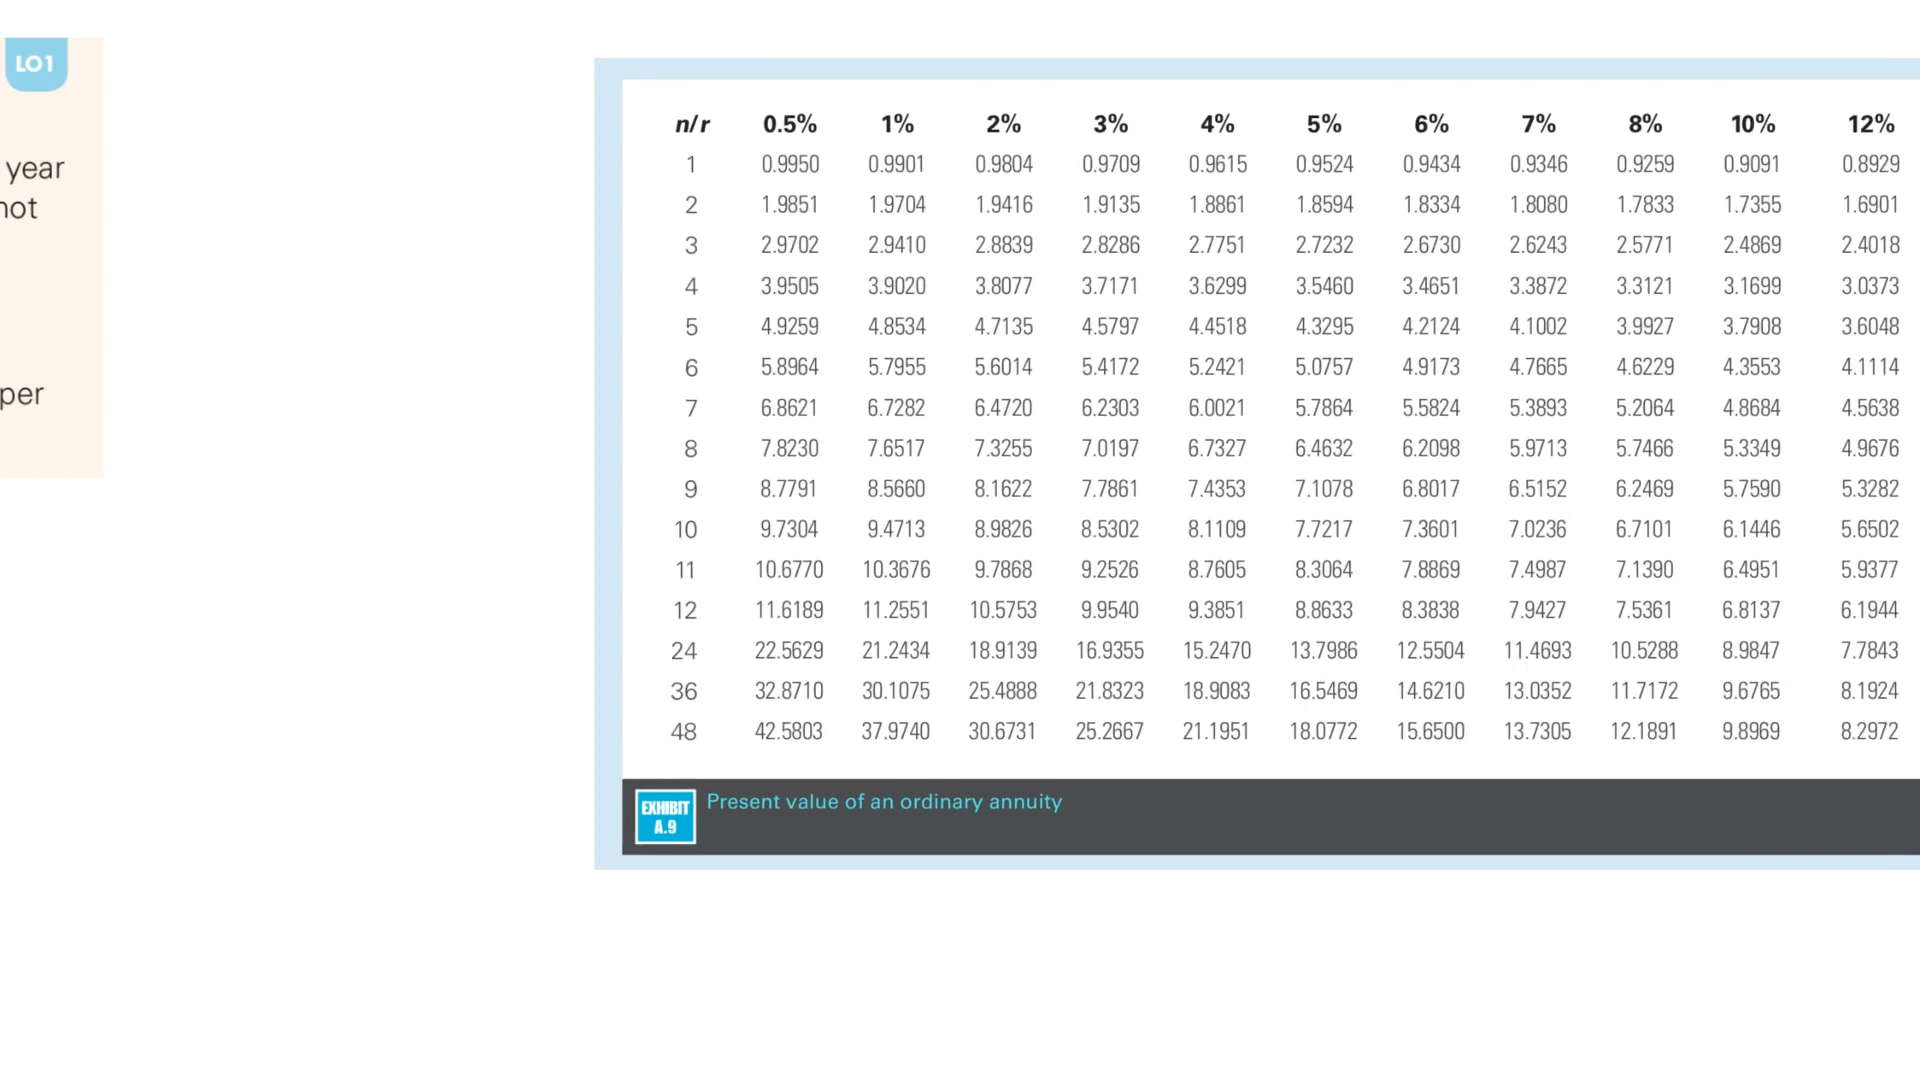 LO1
year
not
per
n/r 0.5% 1% 2% 3% 4% 5% 6% 7% 8% 10% 12%
1 0.9950 0.9901 0.9804 0.9709 0.9615 0.9524 0.9434 0.9346 0.9259 0.9091 0.8929
2 1.9851 1.9704 1.9416 1.9135 1.8861 1.8594 1.8334 1.8080 1.7833 1.7355 1.6901
3 2.9702 2.9410 2.8839 2.8286 2.7751 2.7232 2.6730 2.6243 2.5771 2.4869 2.4018
4 3.9505 3.9020 3.8077 3.7171 3.6299 3.5460 3.4651 3.3872 3.3121 3.1699 3.0373
5 4.9259 4.8534 4.7135 4.5797 4.4518 4.3295 4.2124 4.1002 3.9927 3.7908 3.6048
6 5.8964 5.7955 5.6014 5.4172 5.2421 5.0757 4.9173 4.7665 4.6229 4.3553 4.1114
7 6.8621 6.7282 6.4720 6.2303 6.0021 5.7864 5.5824 5.3893 5.2064 4.8684 4.5638
8 7.8230 7.6517 7.3255 7.0197 6.7327 6.4632 6.2098 5.9713 5.7466 5.3349 4.9676
9 8.7791 8.5660 8.1622 7.7861 7.4353 7.1078 6.8017 6.5152 6.2469 5.7590 5.3282
10 9.7304 9.4713 8.9826 8.5302 8.1109 7.7217 7.3601 7.0236 6.7101 6.1446 5.6502
11 10.6770 10.3676 9.7868 9.2526 8.7605 8.3064 7.8869 7.4987 7.1390 6.4951 5.9377
12 11.6189 11.2551 10.5753 9.9540 9.3851 8.8633 8.3838 7.9427 7.5361 6.8137 6.1944
24 22.5629 21.2434 18.9139 16.9355 15.2470 13.7986 12.5504 11.4693 10.5288 8.9847 7.7843
36 32.8710 30.1075 25.4888 21.8323 18.9083 16.5469 14.6210 13.0352 11.7172 9.6765 8.1924
48 42.5803 37.9740 30.6731 25.2667 21.1951 18.0772 15.6500 13.7305 12.1891 9.8969 8.2972
EXHIBIT
A.9
Present value of an ordinary annuity